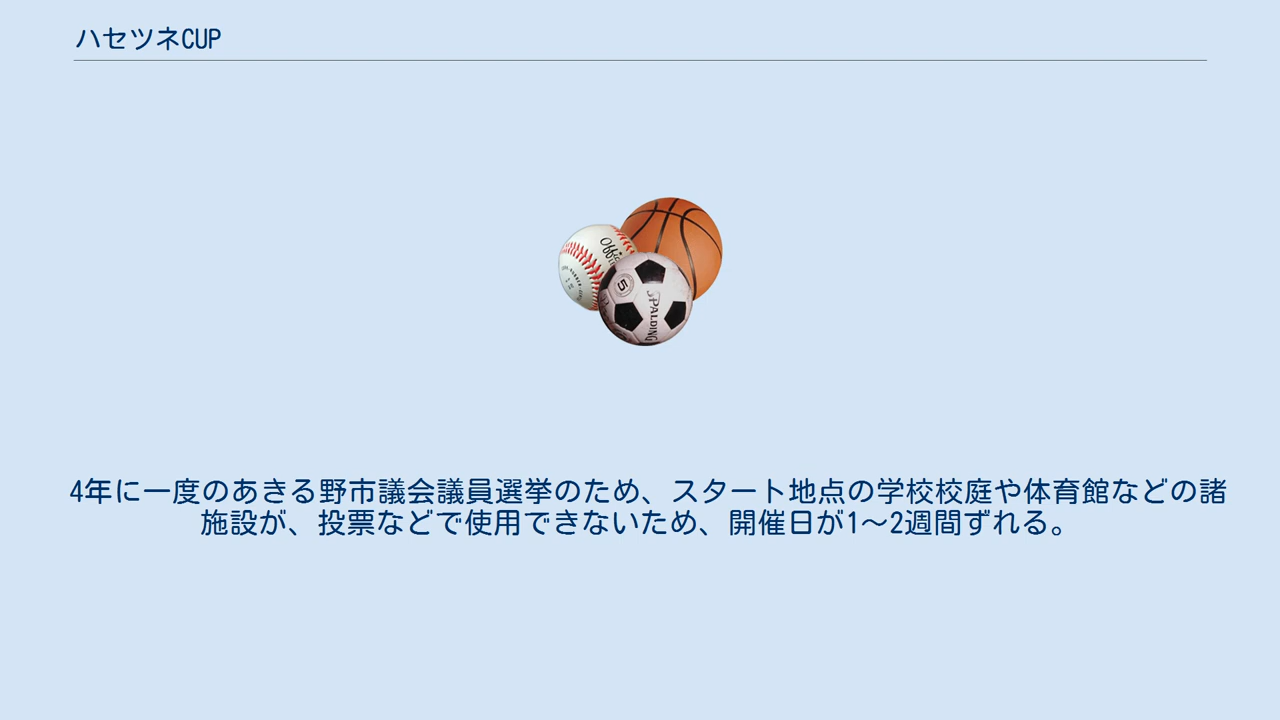 ハセツネCUP
Offici
5
SPALDING
4年に一度のあきる野市議会議員選挙のため、スタート地点の学校校庭や体育館などの諸
施設が、投票などで使用できないため、開催日が1～2週間ずれる。